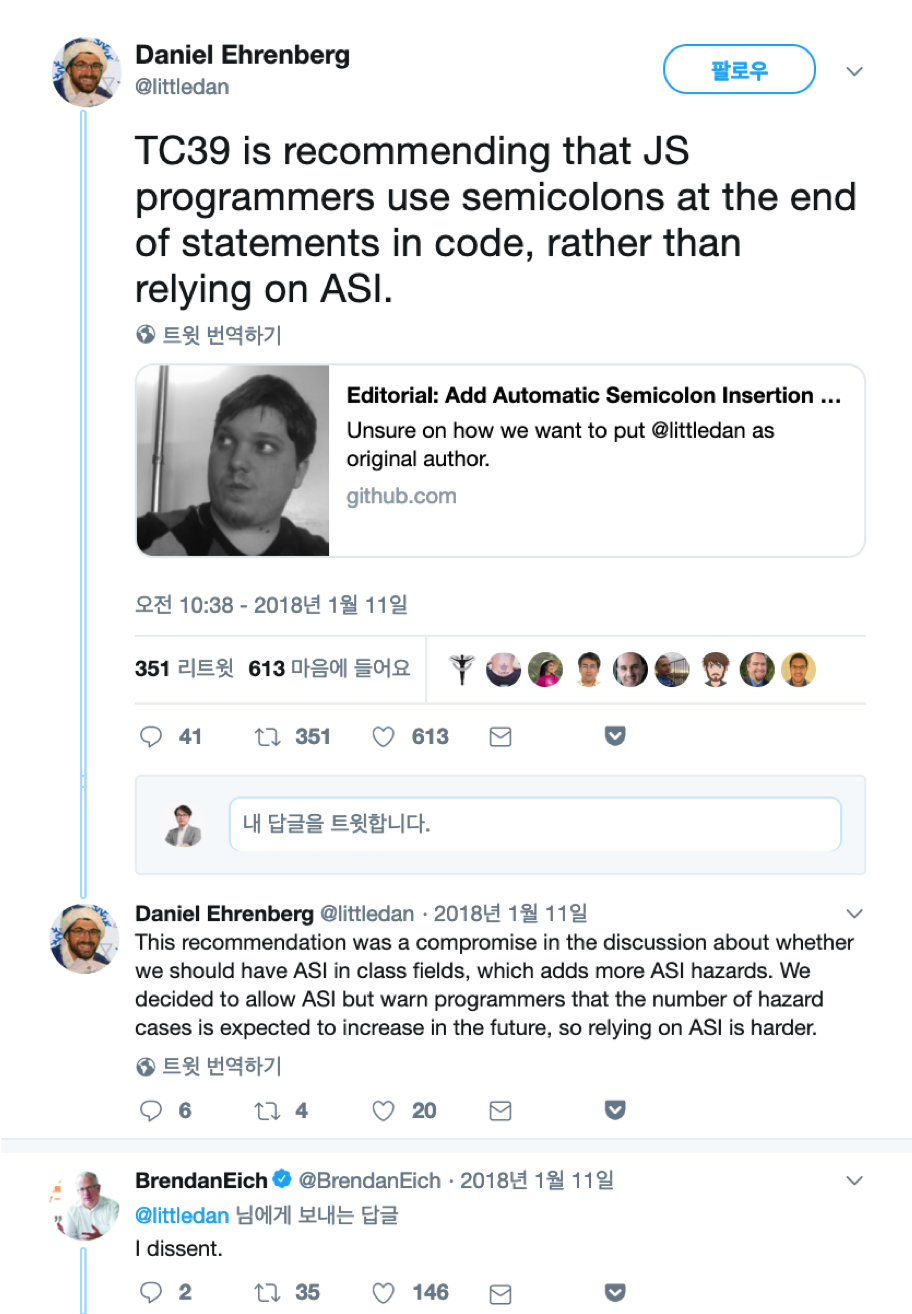 Daniel Ehrenberg
@littledan
팔로우
TC39 is recommending that JS
programmers use semicolons at the end
of statements in code, rather than
relying on ASI.
트윗 번역하기
Editorial: Add Automatic Semicolon Insertion ...
Unsure on how we want to put @littledan as
original author.
github.com
오전 10:38 - 2018년 1월 11일
351 리트윗 613 마음에 들어요
41 351 613
내 답글을 트윗합니다.
Daniel Ehrenberg @littledan · 2018년 1월 11일
This recommendation was a compromise in the discussion about whether
we should have ASI in class fields, which adds more ASI hazards. We
decided to allow ASI but warn programmers that the number of hazard
cases is expected to increase in the future, so relying on ASI is harder.
트윗 번역하기
6 4 20
BrendanEich @BrendanEich · 2018년 1월 11일
@littledan 님에게 보내는 답글
I dissent.
2 35 146